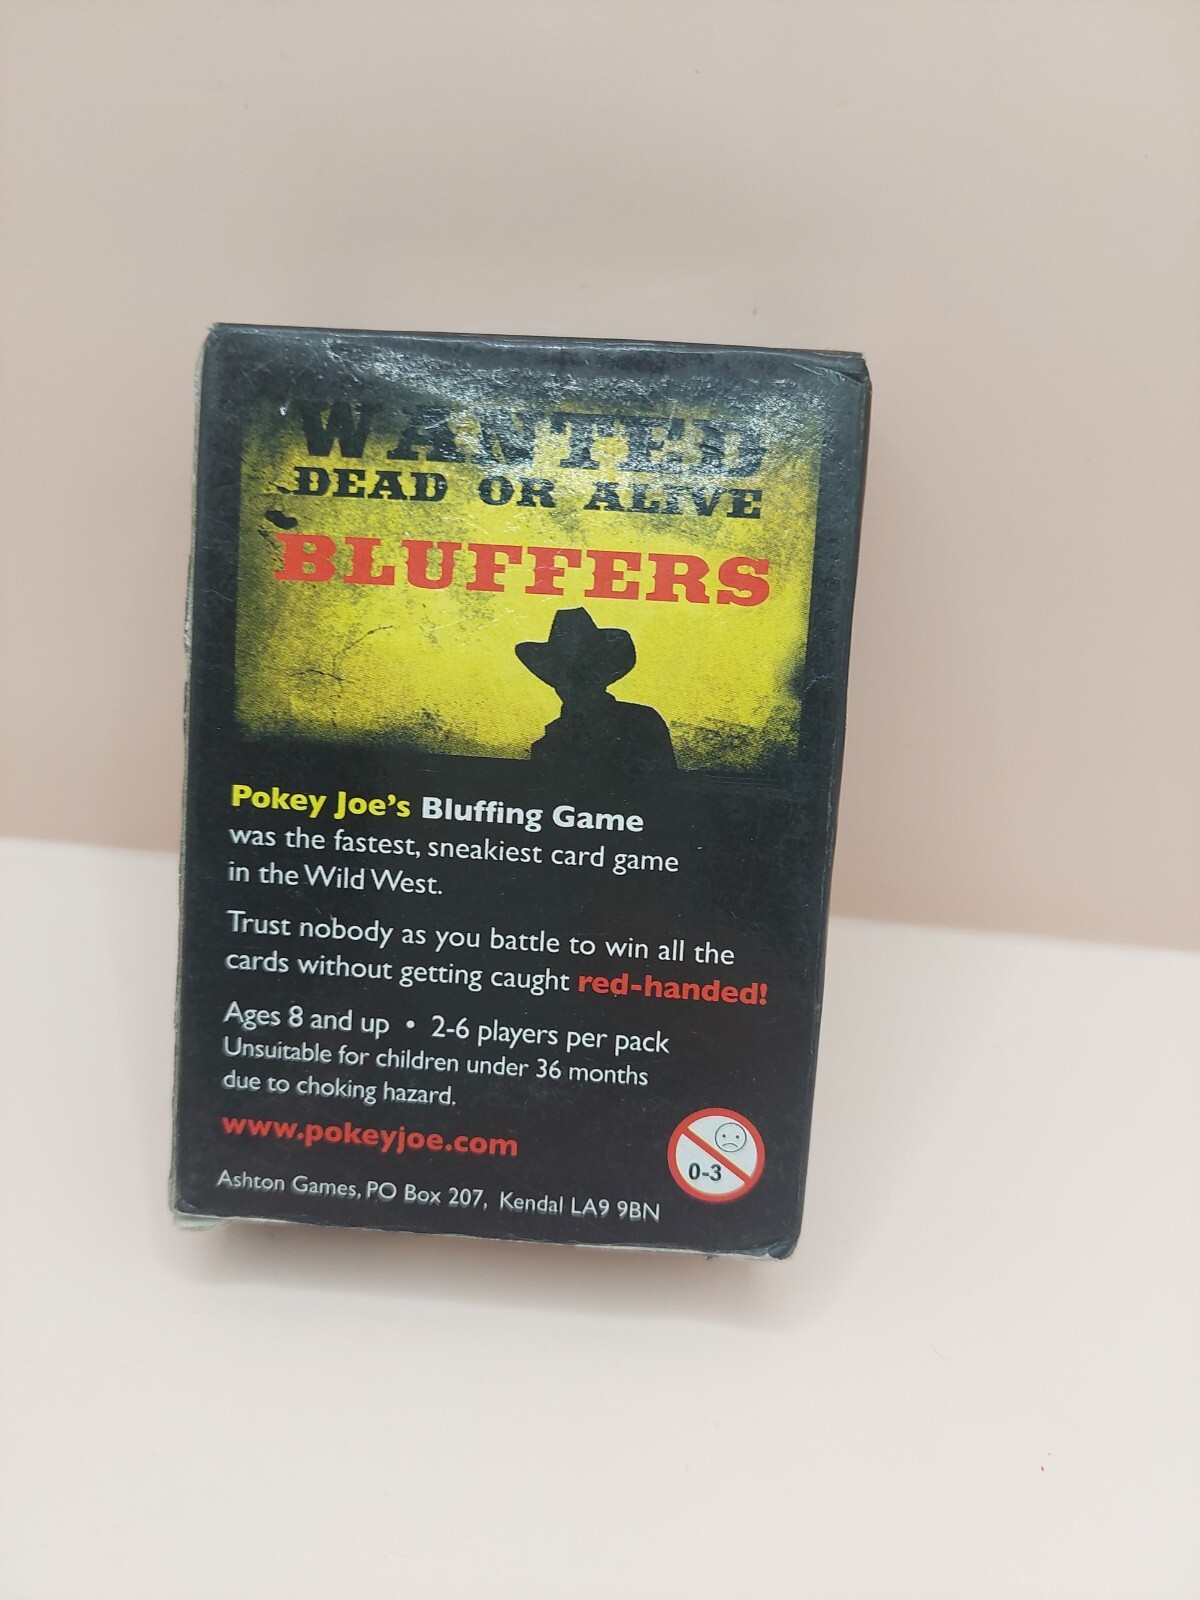 WANTED
DEAD OR ALIVE
BLUFFERS
Pokey Joe's Bluffing Game
was the fastest, sneakiest card game
in the Wild West.
Trust nobody as you battle to win all the
cards without getting caught red-handed!
Ages 8 and up • 2-6 players per pack
Unsuitable for children under 36 months
due to choking hazard.
www.pokeyjoe.com
0-3
Ashton Games, PO Box 207, Kendal LA9 9BN